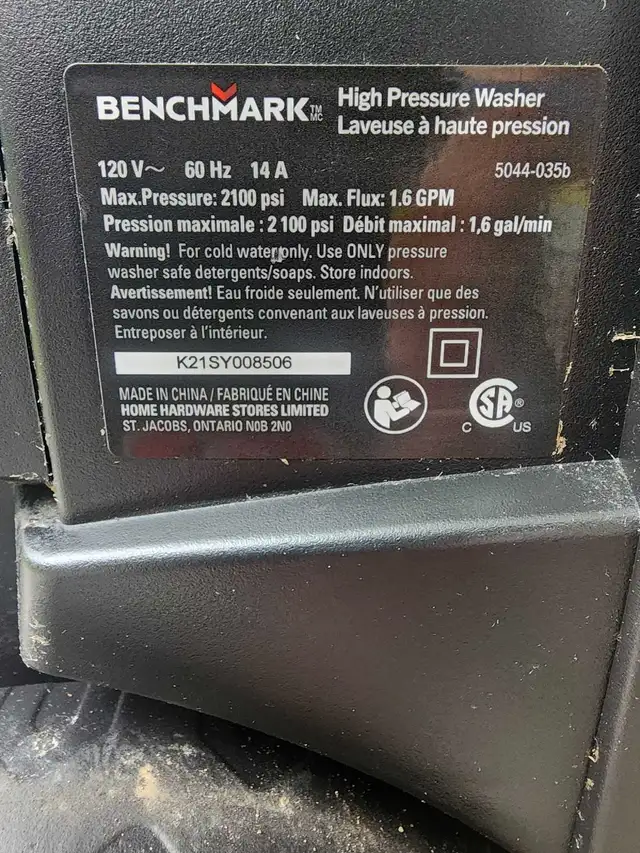 BENCHMARK TM MC
High Pressure Washer
Laveuse à haute pression
120 V~ 60 Hz 14 A
5044-035b
Max.Pressure: 2100 psi Max. Flux: 1.6 GPM
Pression maximale : 2 100 psi Débit maximal : 1,6 gal/min
Warning! For cold water only. Use ONLY pressure
washer safe detergents/soaps. Store indoors.
Avertissement! Eau froide seulement. N'utiliser que des
savons ou détergents convenant aux laveuses à pression.
Entreposer à l'intérieur.
K21SY008506
MADE IN CHINA / FABRIQUÉ EN CHINE
HOME HARDWARE STORES LIMITED
ST. JACOBS, ONTARIO N0B 2N0
CSA ®
C US